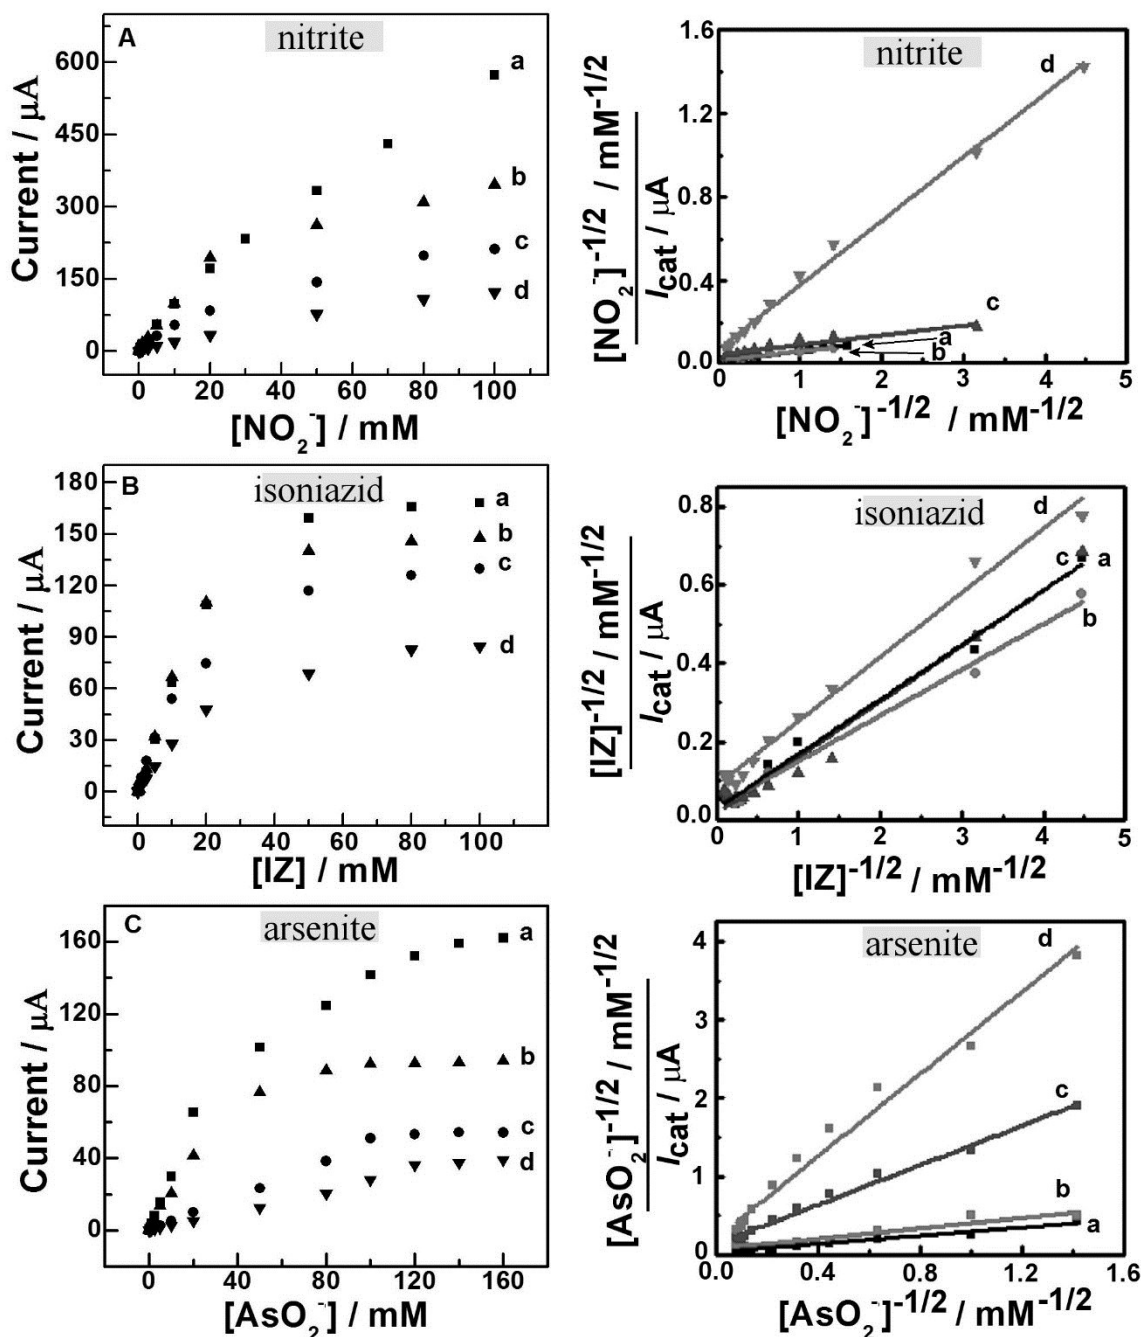 A
nitrite
a
b
c
d
600
450
300
150
0
Current / μA
0 20 40 60 80 100
[NO₂⁻] / mM
nitrite
d
c
a
b
1.6
1.2
0.8
0.4
0.0
[NO₂⁻]⁻¹/² / mM⁻¹/²
I cat / μA
0 1 2 3 4 5
[NO₂⁻]⁻¹/² / mM⁻¹/²
B
isoniazid
a
b
c
d
180
150
120
90
60
30
0
Current / μA
0 20 40 60 80 100
[IZ] / mM
isoniazid
d
c a
b
0.8
0.6
0.4
0.2
0.0
[IZ]⁻¹/² / mM⁻¹/²
I cat / μA
0 1 2 3 4 5
[IZ]⁻¹/² / mM⁻¹/²
C
arsenite
a
b
c
d
160
120
80
40
0
Current / μA
0 40 80 120 160
[AsO₂⁻] / mM
arsenite
d
c
b
a
4
3
2
1
0
[AsO₂⁻]⁻¹/² / mM⁻¹/²
I cat / μA
0.0 0.4 0.8 1.2 1.6
[AsO₂⁻]⁻¹/² / mM⁻¹/²